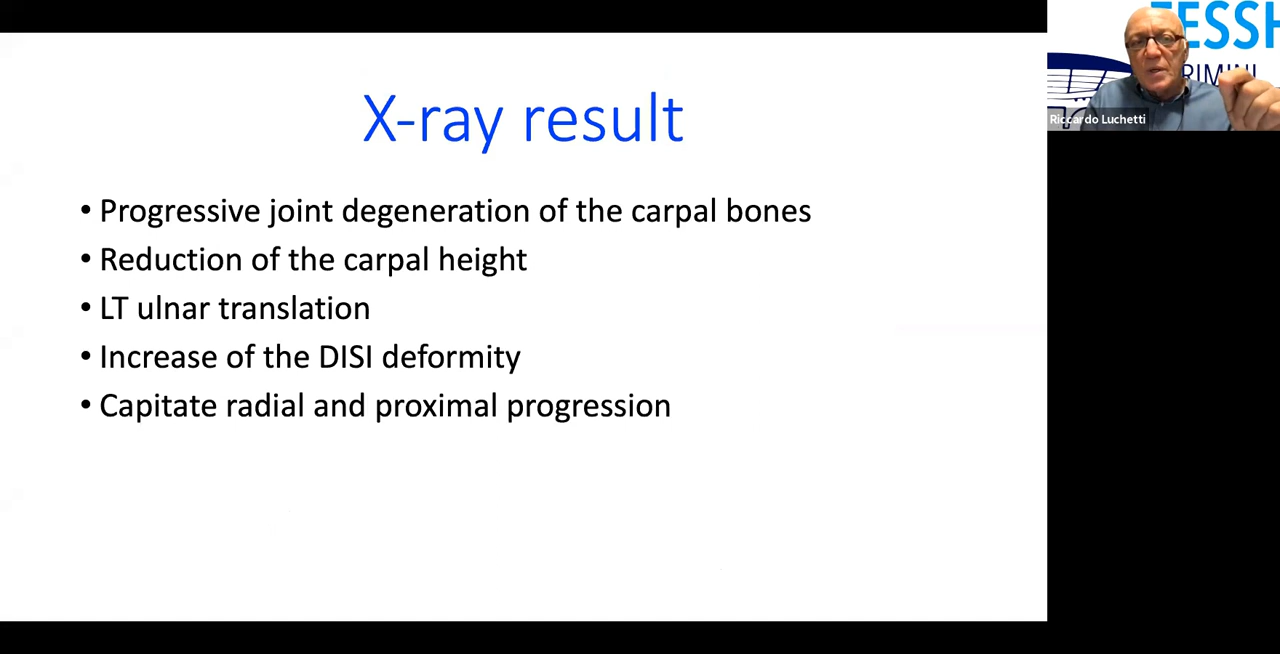 X-ray result
• Progressive joint degeneration of the carpal bones
• Reduction of the carpal height
• LT ulnar translation
• Increase of the DISI deformity
• Capitate radial and proximal progression
RIMINI
Riccardo Luchetti